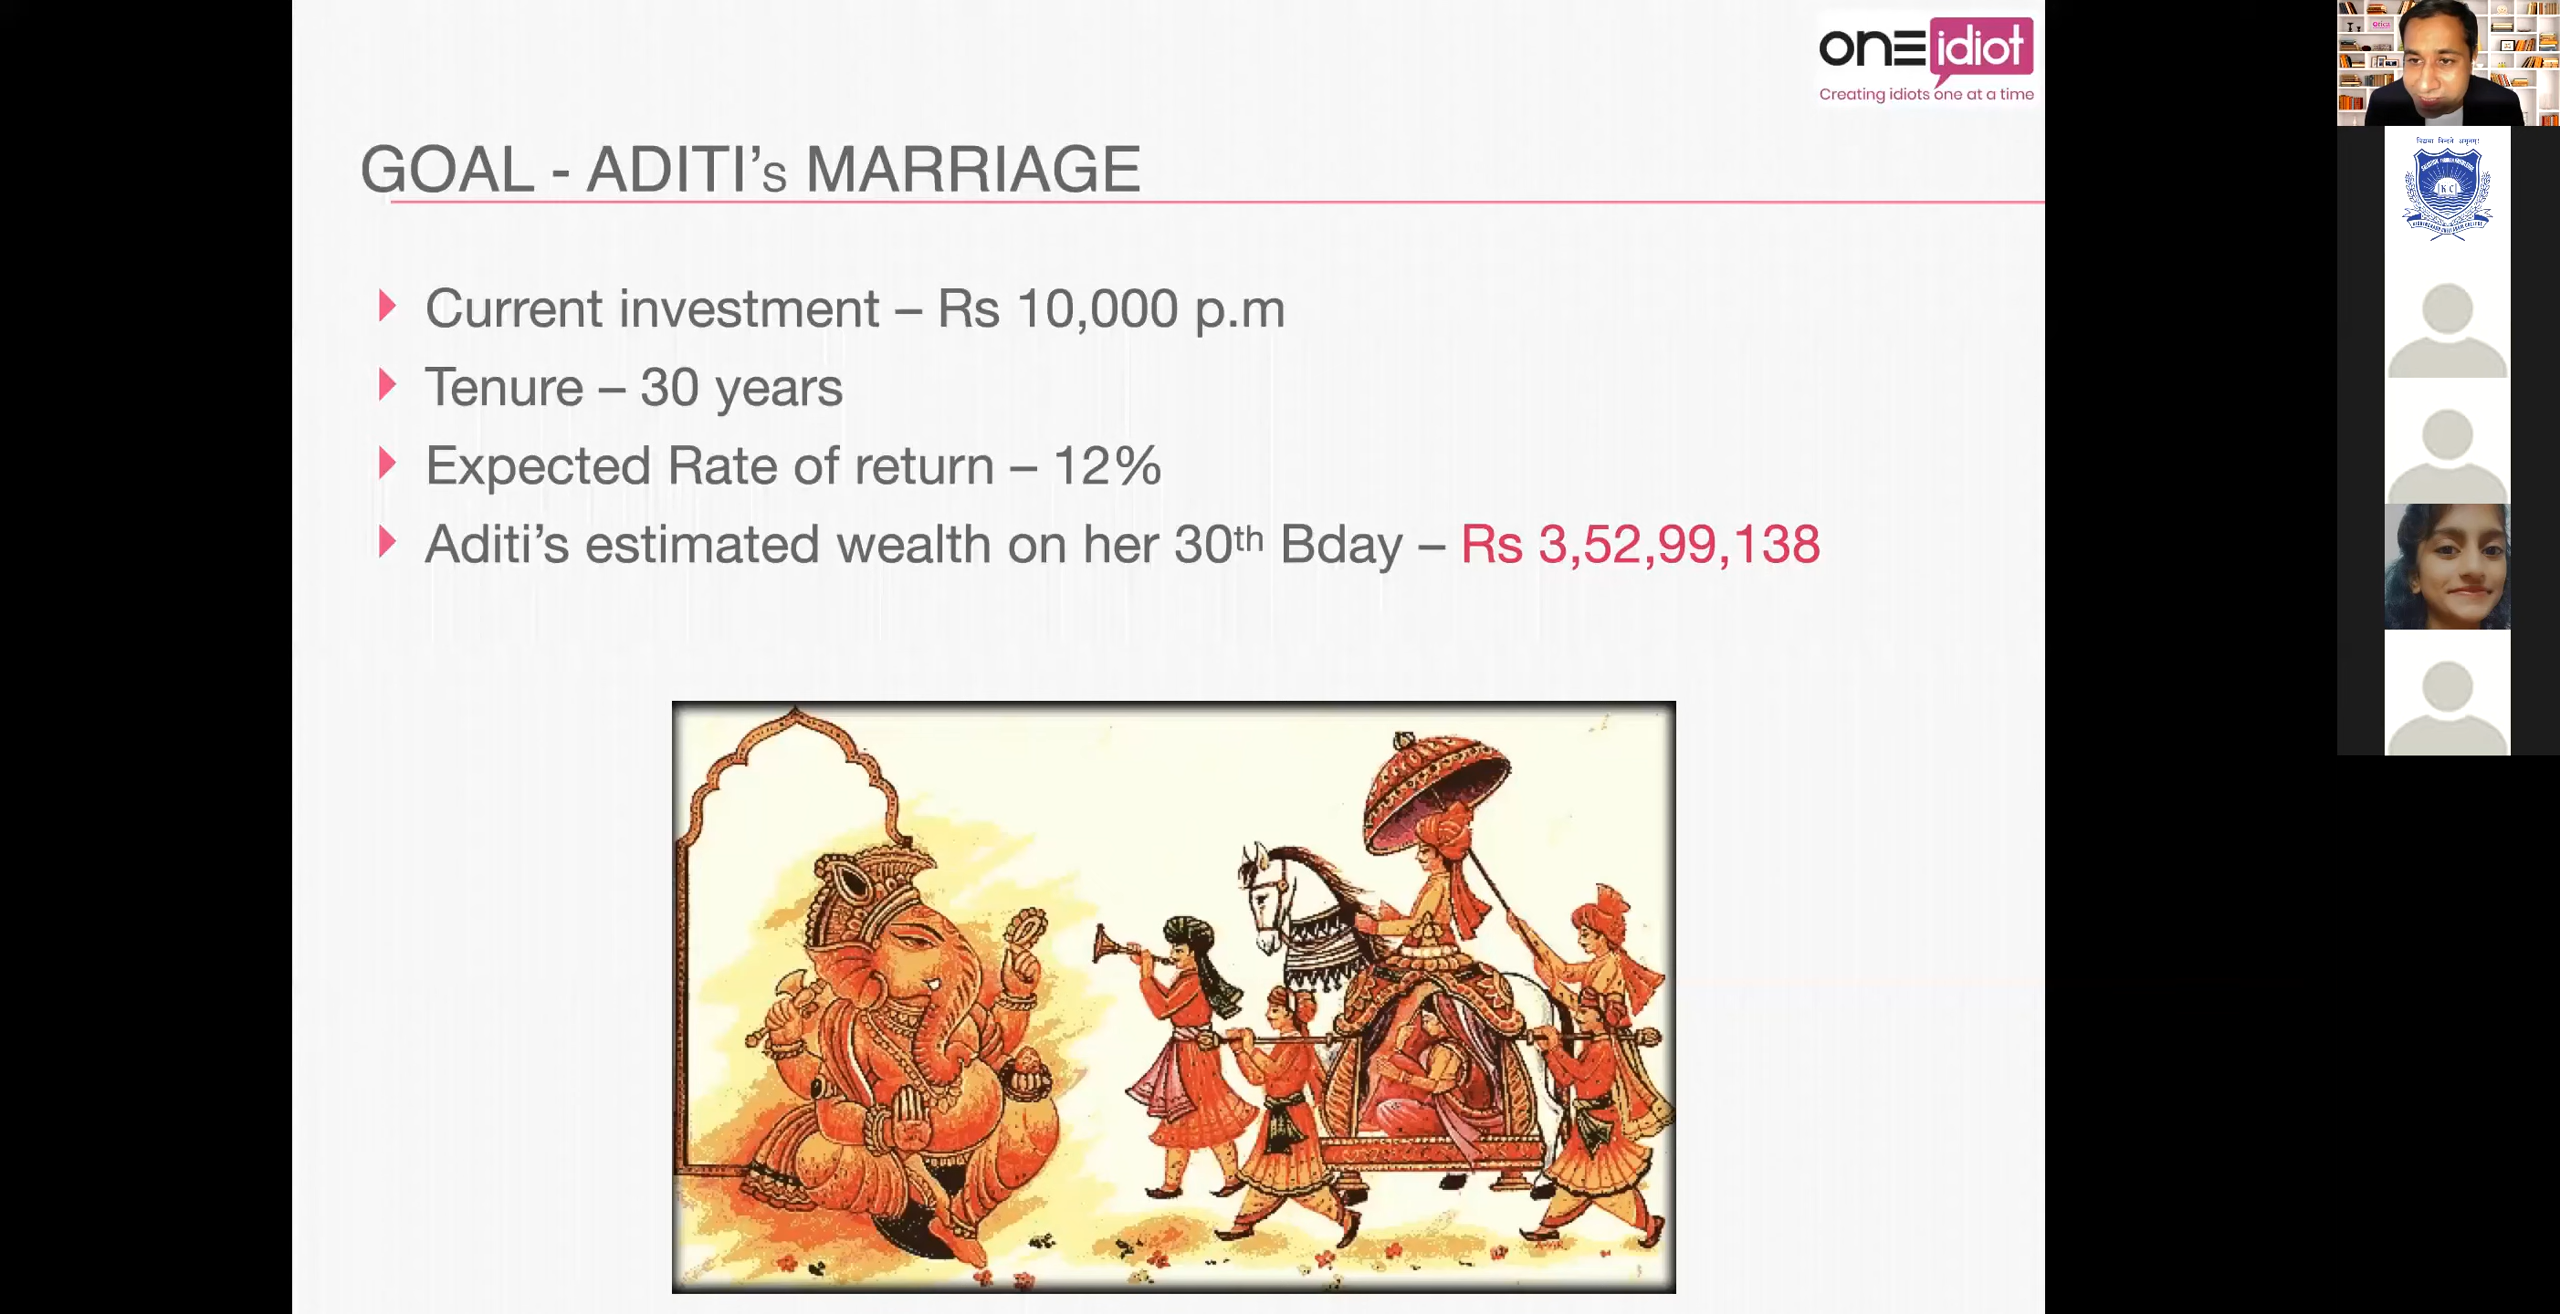 one idiot
Creating idiots one at a time
GOAL - ADITI's MARRIAGE
Current investment – Rs 10,000 p.m
Tenure – 30 years
Expected Rate of return – 12%
Aditi's estimated wealth on her 30th Bday – Rs 3,52,99,138
K C